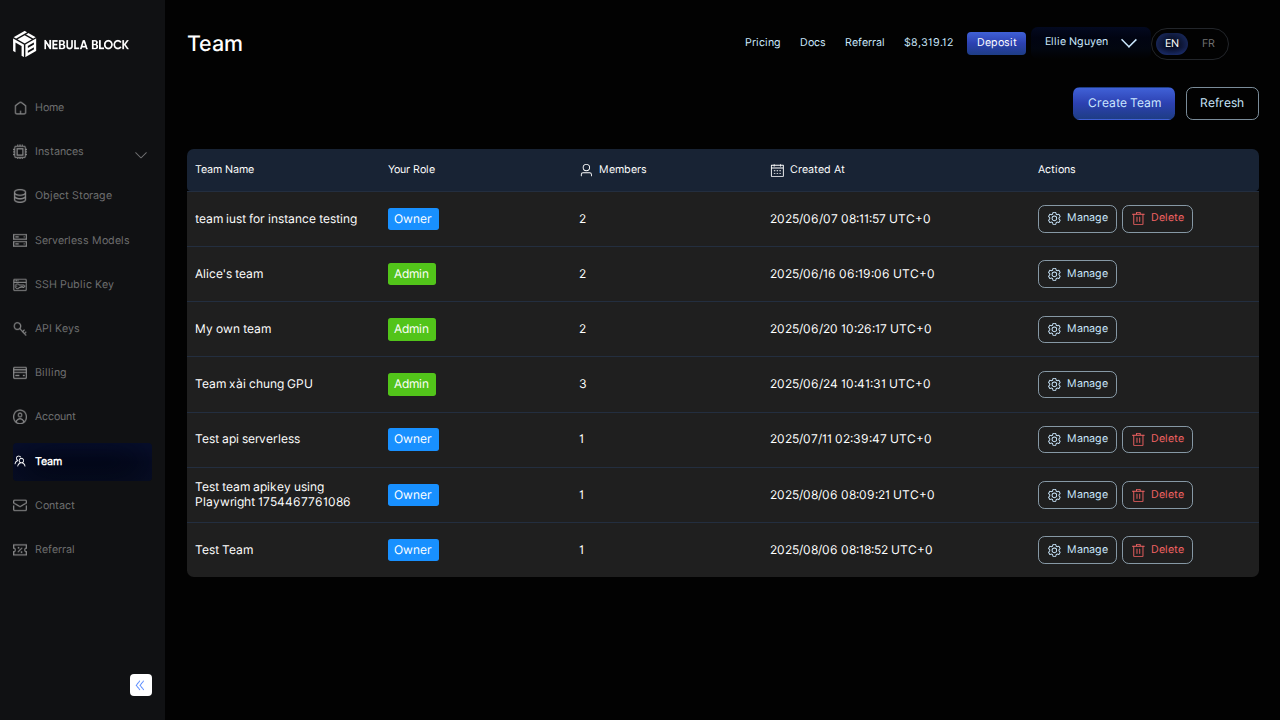 NEBULA BLOCK
Team
Pricing
Docs
Referral
$8,319.12
Deposit
Ellie Nguyen
EN
FR
Home
Instances
Object Storage
Serverless Models
SSH Public Key
API Keys
Billing
Account
Team
Contact
Referral
Create Team
Refresh
Team Name Your Role Members Created At Actions
team iust for instance testing Owner 2 2025/06/07 08:11:57 UTC+0 Manage Delete
Alice's team Admin 2 2025/06/16 06:19:06 UTC+0 Manage
My own team Admin 2 2025/06/20 10:26:17 UTC+0 Manage
Team xài chung GPU Admin 3 2025/06/24 10:41:31 UTC+0 Manage
Test api serverless Owner 1 2025/07/11 02:39:47 UTC+0 Manage Delete
Test team apikey using
Playwright 1754467761086 Owner 1 2025/08/06 08:09:21 UTC+0 Manage Delete
Test Team Owner 1 2025/08/06 08:18:52 UTC+0 Manage Delete